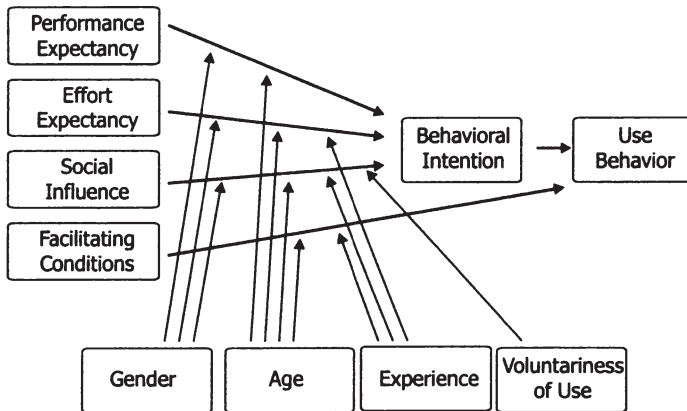 Performance
Expectancy
Effort
Expectancy
Social
Influence
Facilitating
Conditions
Behavioral
Intention
Use
Behavior
Gender
Age
Experience
Voluntariness
of Use